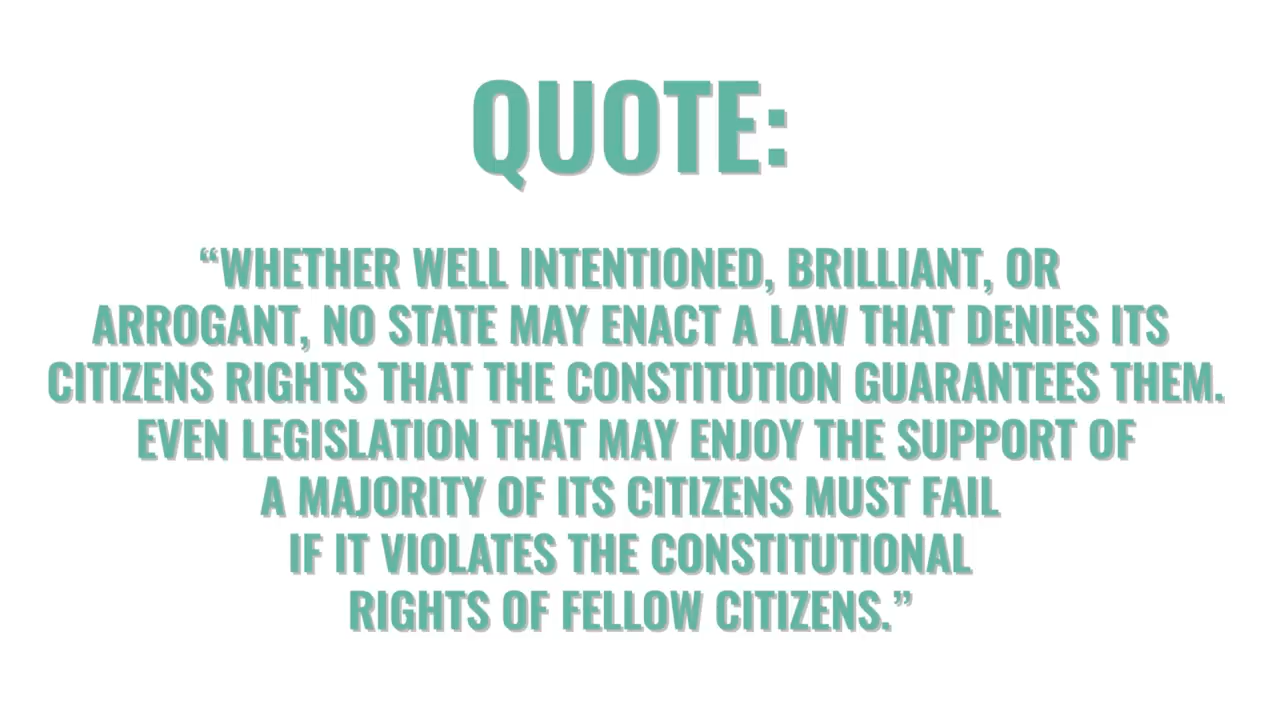 QUOTE:
“WHETHER WELL INTENTIONED, BRILLIANT, OR
ARROGANT, NO STATE MAY ENACT A LAW THAT DENIES ITS
CITIZENS RIGHTS THAT THE CONSTITUTION GUARANTEES THEM.
EVEN LEGISLATION THAT MAY ENJOY THE SUPPORT OF
A MAJORITY OF ITS CITIZENS MUST FAIL
IF IT VIOLATES THE CONSTITUTIONAL
RIGHTS OF FELLOW CITIZENS.”